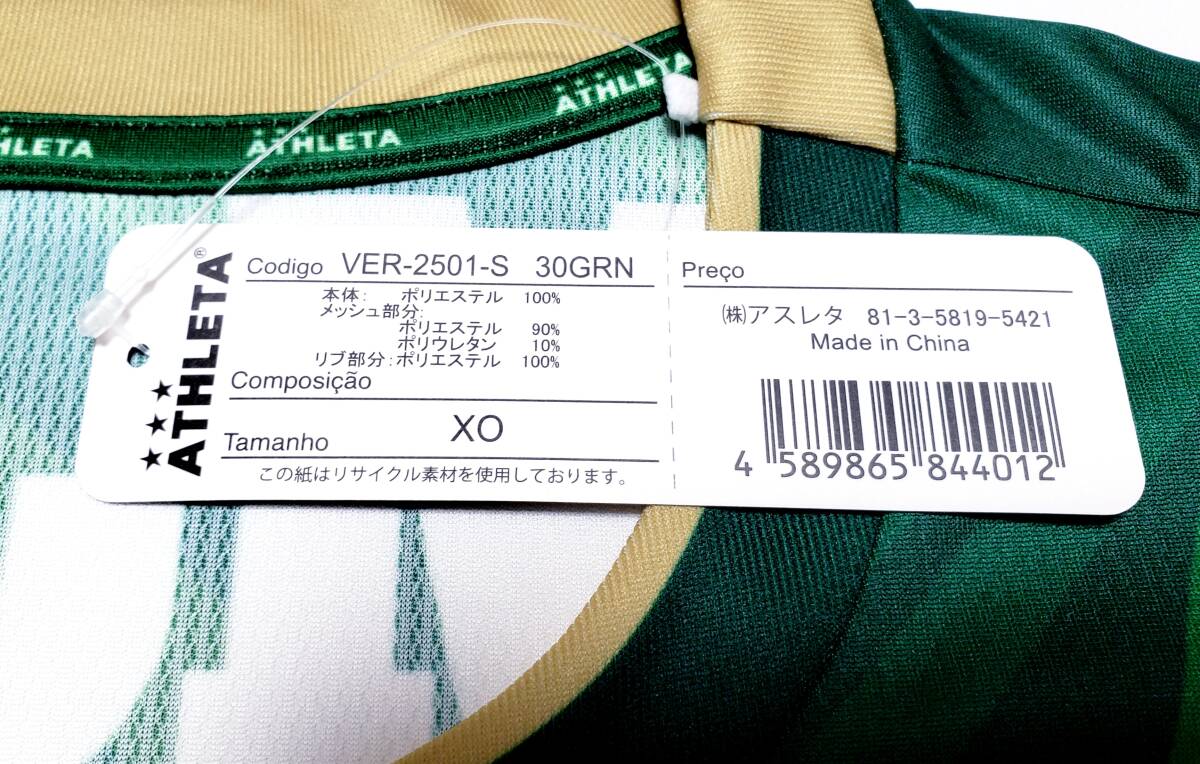 HLETA
ATHLETA
ATHLETA
ATHLETA®
Codigo VER-2501-S 30GRN
本体: ポリエステル 100%
メッシュ部分:
ポリエステル 90%
ポリウレタン 10%
リブ部分:ポリエステル 100%
Composição
Tamanho XO
この紙はリサイクル素材を使用しております。
Preço
㈱アスレタ 81-3-5819-5421
Made in China
4 589865 844012